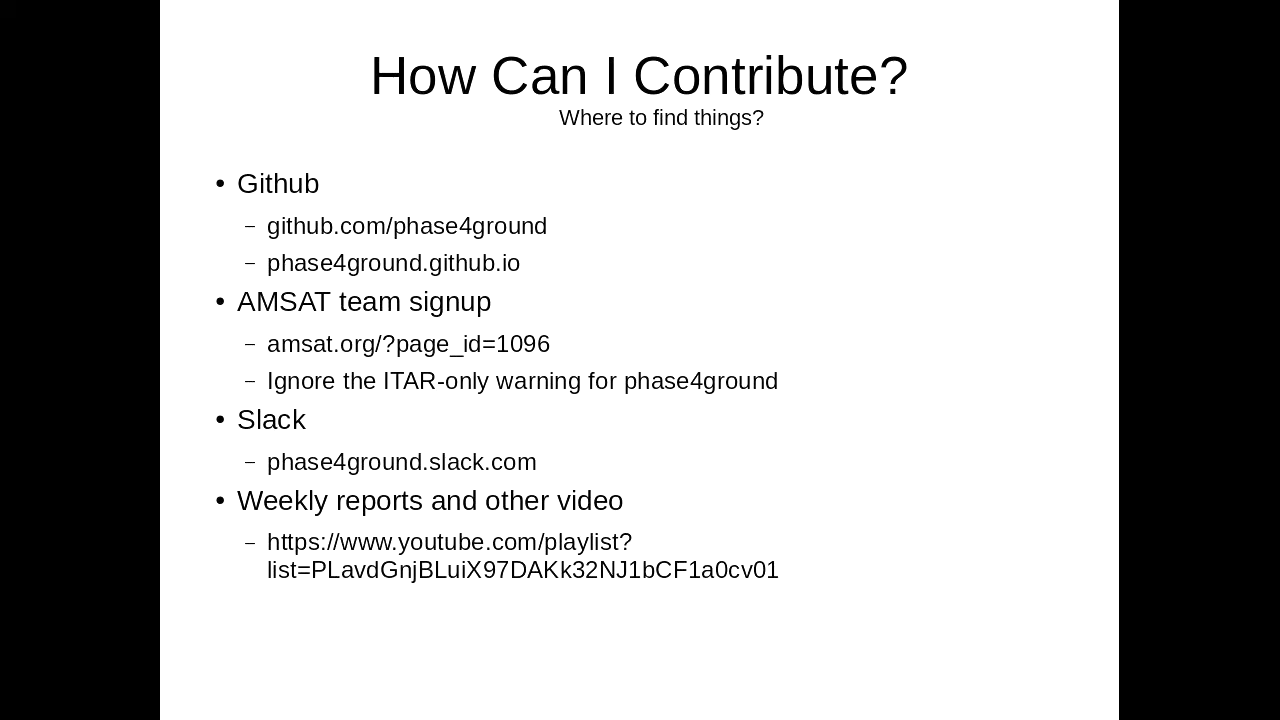 How Can I Contribute?
Where to find things?
• Github
– github.com/phase4ground
– phase4ground.github.io
• AMSAT team signup
– amsat.org/?page_id=1096
– Ignore the ITAR-only warning for phase4ground
• Slack
– phase4ground.slack.com
• Weekly reports and other video
– https://www.youtube.com/playlist?
list=PLavdGnjBLuiX97DAKk32NJ1bCF1a0cv01